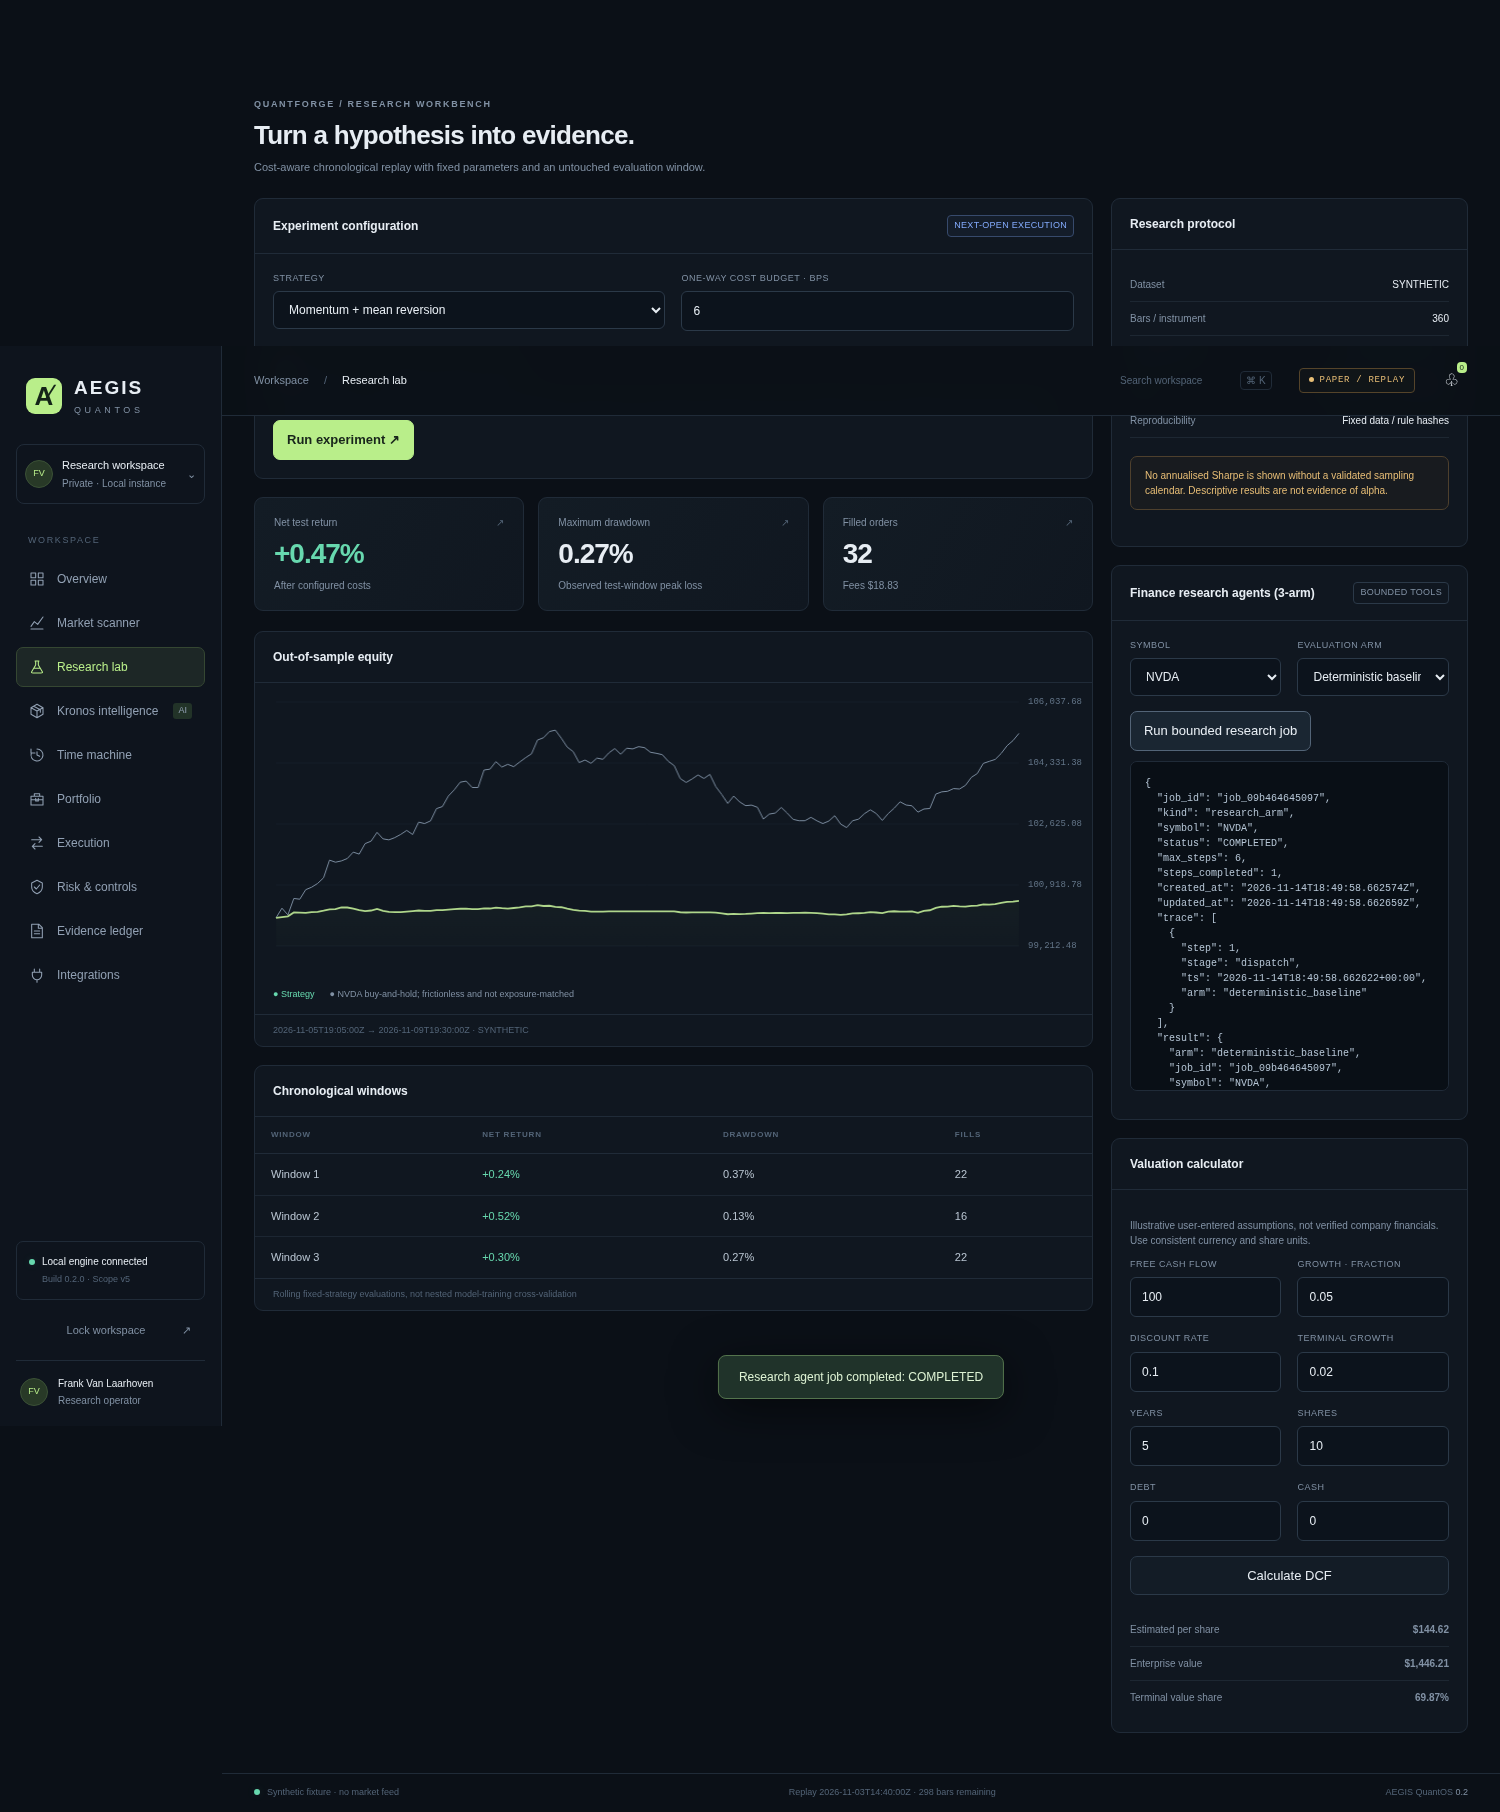 QUANTFORGE / RESEARCH WORKBENCH
Turn a hypothesis into evidence.
Cost-aware chronological replay with fixed parameters and an untouched evaluation window.
Experiment configuration
NEXT-OPEN EXECUTION
STRATEGY
ONE-WAY COST BUDGET · BPS
Momentum + mean reversion
6
Research protocol
Dataset SYNTHETIC
Bars / instrument 360
AEGIS
QUANTOS
Workspace / Research lab
Search workspace
⌘ K
PAPER / REPLAY
0
Reproducibility Fixed data / rule hashes
Run experiment ↗
No annualised Sharpe is shown without a validated sampling
calendar. Descriptive results are not evidence of alpha.
FV
Research workspace
Private · Local instance
WORKSPACE
Overview
Market scanner
Research lab
Kronos intelligence AI
Time machine
Portfolio
Execution
Risk & controls
Evidence ledger
Integrations
Local engine connected
Build 0.2.0 · Scope v5
Lock workspace ↗
FV
Frank Van Laarhoven
Research operator
Net test return ↗
+0.47%
After configured costs
Maximum drawdown ↗
0.27%
Observed test-window peak loss
Filled orders ↗
32
Fees $18.83
Out-of-sample equity
106,037.68
104,331.38
102,625.08
100,918.78
99,212.48
● Strategy ● NVDA buy-and-hold; frictionless and not exposure-matched
2026-11-05T19:05:00Z → 2026-11-09T19:30:00Z · SYNTHETIC
Chronological windows
WINDOW NET RETURN DRAWDOWN FILLS
Window 1 +0.24% 0.37% 22
Window 2 +0.52% 0.13% 16
Window 3 +0.30% 0.27% 22
Rolling fixed-strategy evaluations, not nested model-training cross-validation
Research agent job completed: COMPLETED
Finance research agents (3-arm)
BOUNDED TOOLS
SYMBOL EVALUATION ARM
NVDA Deterministic baselin
Run bounded research job
{
"job_id": "job_09b464645097",
"kind": "research_arm",
"symbol": "NVDA",
"status": "COMPLETED",
"max_steps": 6,
"steps_completed": 1,
"created_at": "2026-11-14T18:49:58.662574Z",
"updated_at": "2026-11-14T18:49:58.662659Z",
"trace": [
{
"step": 1,
"stage": "dispatch",
"ts": "2026-11-14T18:49:58.662622+00:00",
"arm": "deterministic_baseline"
}
],
"result": {
"arm": "deterministic_baseline",
"job_id": "job_09b464645097",
"symbol": "NVDA",
Valuation calculator
Illustrative user-entered assumptions, not verified company financials.
Use consistent currency and share units.
FREE CASH FLOW GROWTH · FRACTION
100 0.05
DISCOUNT RATE TERMINAL GROWTH
0.1 0.02
YEARS SHARES
5 10
DEBT CASH
0 0
Calculate DCF
Estimated per share $144.62
Enterprise value $1,446.21
Terminal value share 69.87%
Synthetic fixture · no market feed
Replay 2026-11-03T14:40:00Z · 298 bars remaining
AEGIS QuantOS 0.2